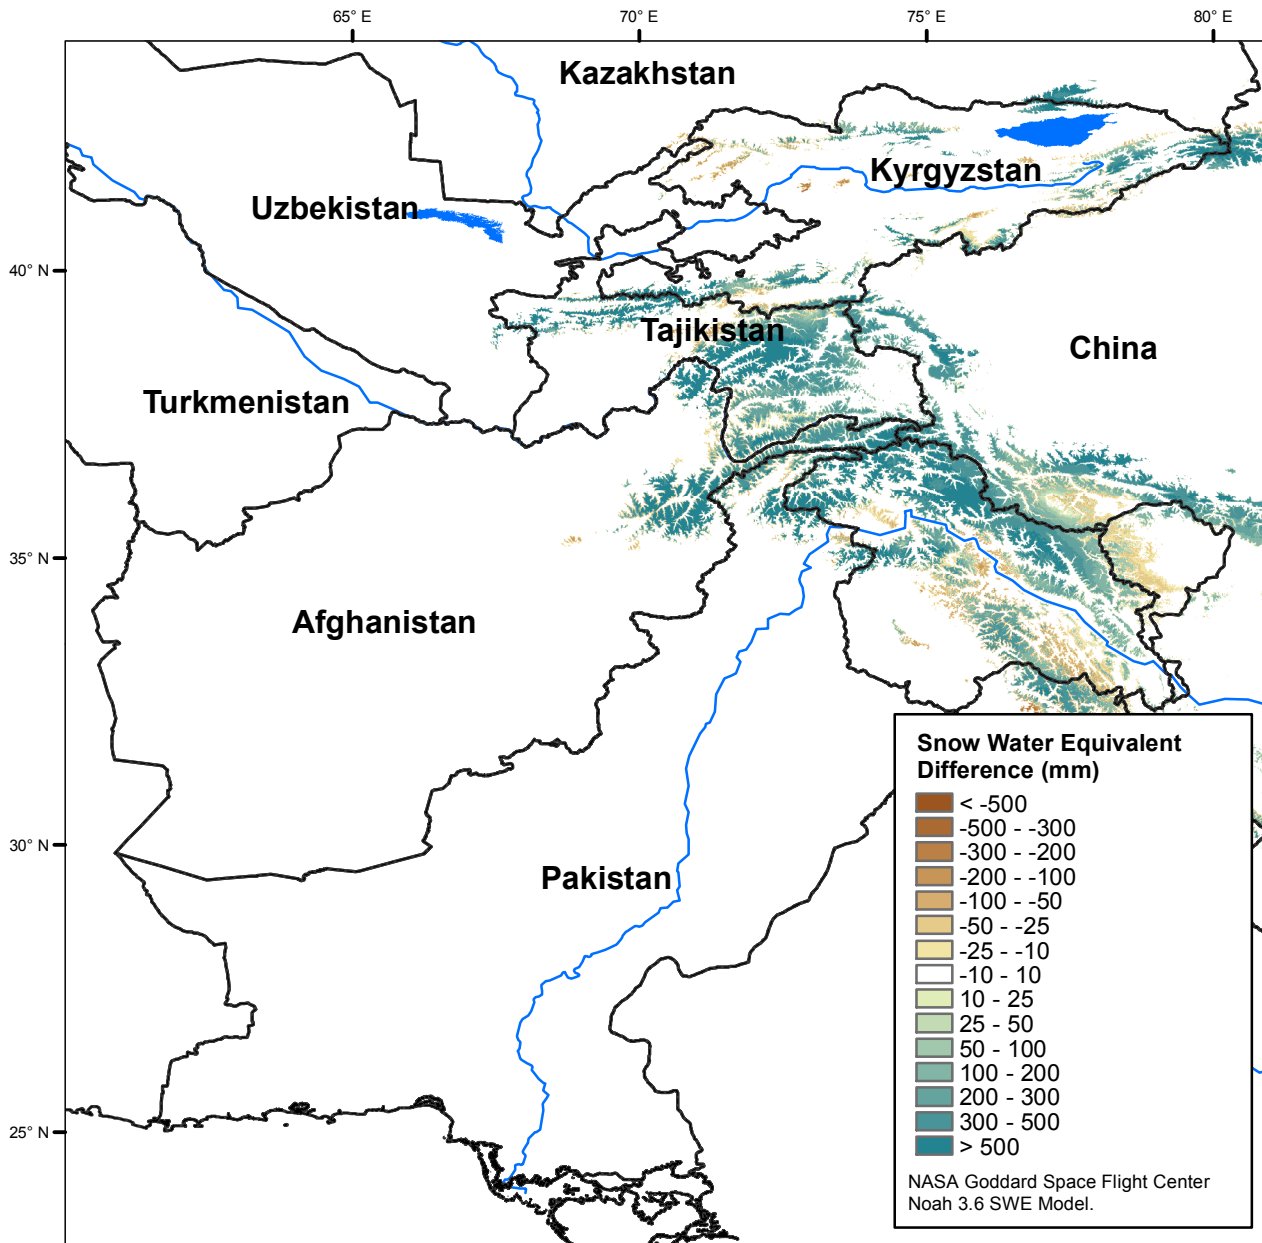 65° E 70° E 75° E 80° E
Kazakhstan
Kyrgyzstan
Uzbekistan
40° N
Tajikistan
China
Turkmenistan
35° N
Afghanistan
Snow Water Equivalent
Difference (mm)
< -500
-500 - -300
-300 - -200
-200 - -100
-100 - -50
-50 - -25
-25 - -10
-10 - 10
10 - 25
25 - 50
50 - 100
100 - 200
200 - 300
300 - 500
> 500
NASA Goddard Space Flight Center
Noah 3.6 SWE Model.
30° N
Pakistan
25° N